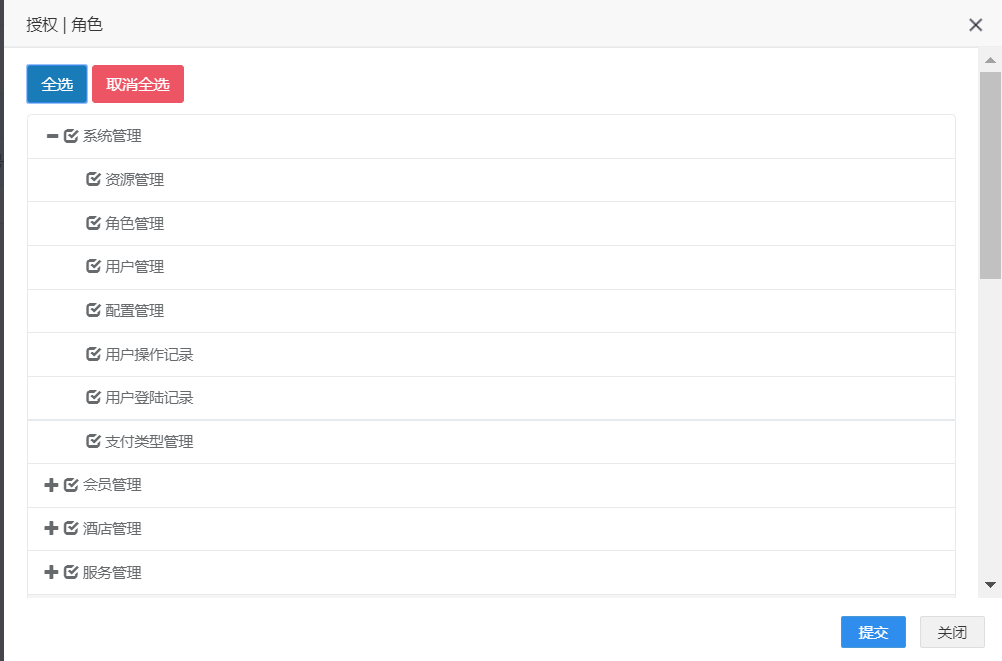 授权 | 角色
全选 取消全选
系统管理
资源管理
角色管理
用户管理
配置管理
用户操作记录
用户登陆记录
支付类型管理
会员管理
酒店管理
服务管理
提交 关闭